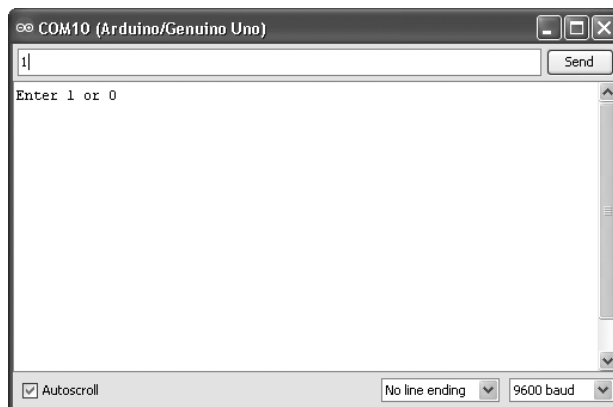 COM10 (Arduino/Genuino Uno)
1
Send
Enter 1 or 0
Autoscroll
No line ending
9600 baud